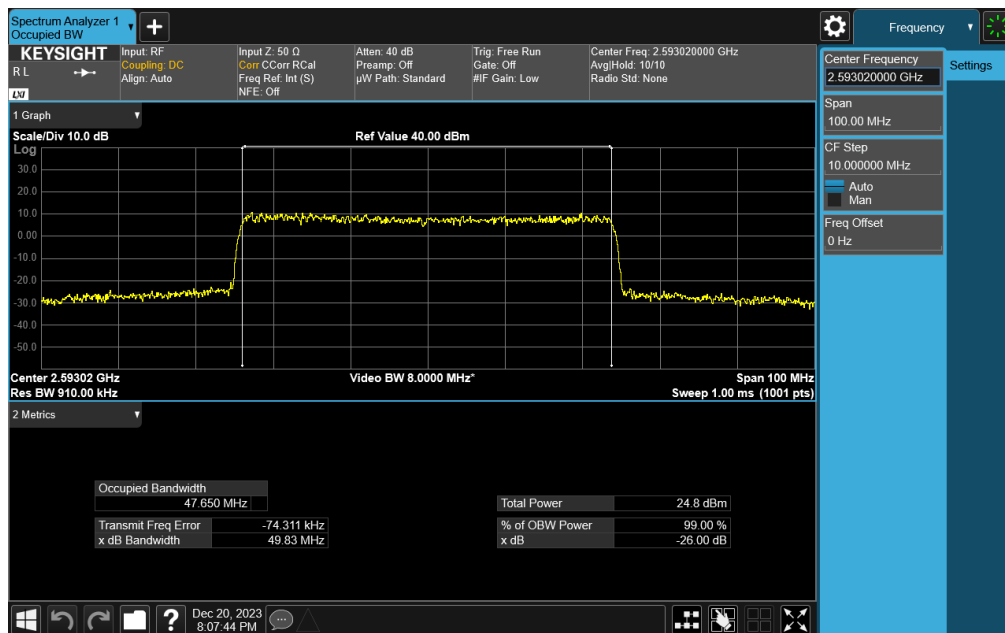 Spectrum Analyzer 1
Occupied BW
Frequency
KEYSIGHT
R L
LXI
Input: RF
Coupling: DC
Align: Auto
Input Z: 50 Ω
Corr CCorr RCal
Freq Ref: Int (S)
NFE: Off
Atten: 40 dB
Preamp: Off
µW Path: Standard
Trig: Free Run
Gate: Off
#IF Gain: Low
Center Freq: 2.593020000 GHz
Avg|Hold: 10/10
Radio Std: None
Center Frequency
2.593020000 GHz
Settings
Span
100.00 MHz
CF Step
10.000000 MHz
Auto
Man
Freq Offset
0 Hz
1 Graph
Scale/Div 10.0 dB
Ref Value 40.00 dBm
Log
30.0
20.0
10.0
0.00
-10.0
-20.0
-30.0
-40.0
-50.0
Center 2.59302 GHz
Video BW 8.0000 MHz*
Span 100 MHz
Res BW 910.00 kHz
Sweep 1.00 ms (1001 pts)
2 Metrics
Occupied Bandwidth
47.650 MHz
Total Power 24.8 dBm
Transmit Freq Error -74.311 kHz
% of OBW Power 99.00 %
x dB Bandwidth 49.83 MHz
x dB -26.00 dB
?
Dec 20, 2023
8:07:44 PM